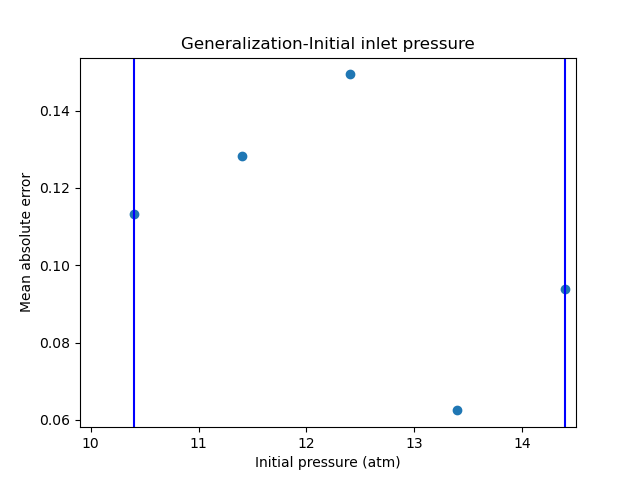 Generalization-Initial inlet pressure
Mean absolute error
0.14
0.12
0.10
0.08
0.06
10 11 12 13 14
Initial pressure (atm)